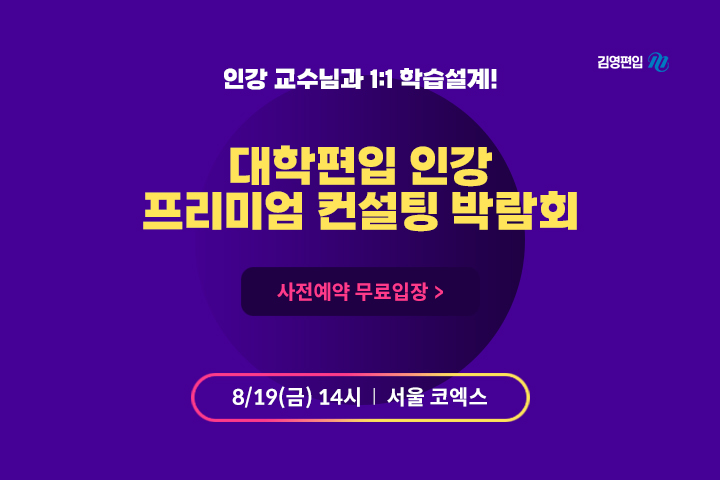 인강 교수님과 1:1 학습설계!
김영편입
대학편입 인강
프리미엄 컨설팅 박람회
사전예약 무료입장 >
8/19(금) 14시 | 서울 코엑스